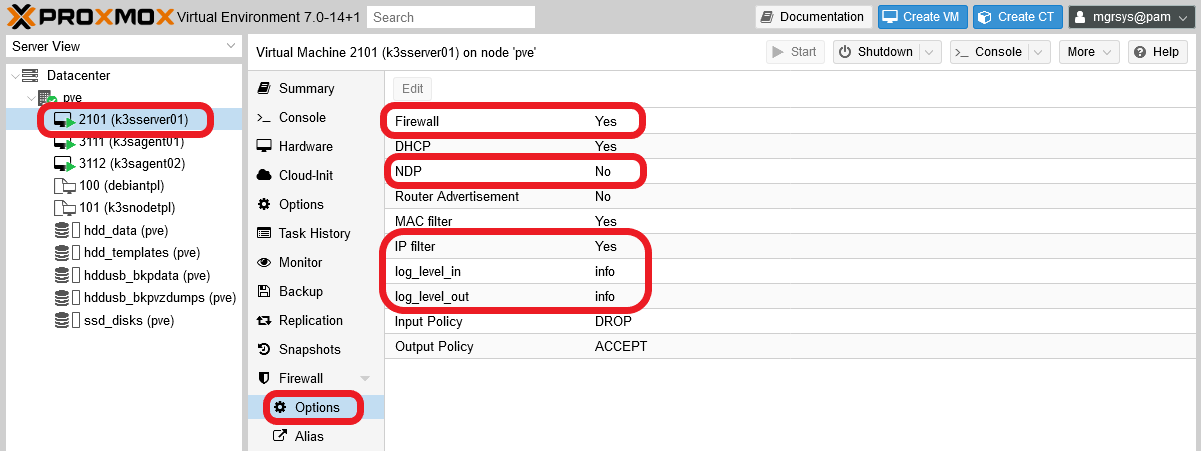 PROXMOX Virtual Environment 7.0-14+1 Search Documentation Create VM Create CT mgrsys@pam
Server View
Datacenter
pve
2101 (k3sserver01)
3111 (k3sagent01)
3112 (k3sagent02)
100 (debiantpl)
101 (k3snodetpl)
hdd_data (pve)
hdd_templates (pve)
hddusb_bkpdata (pve)
hddusb_bkpvzdumps (pve)
ssd_disks (pve)
Virtual Machine 2101 (k3sserver01) on node 'pve' Start Shutdown Console More Help
Summary
Console
Hardware
Cloud-Init
Options
Task History
Monitor
Backup
Replication
Snapshots
Firewall
Options
Alias
Edit
Firewall Yes
DHCP Yes
NDP No
Router Advertisement No
MAC filter Yes
IP filter Yes
log_level_in info
log_level_out info
Input Policy DROP
Output Policy ACCEPT